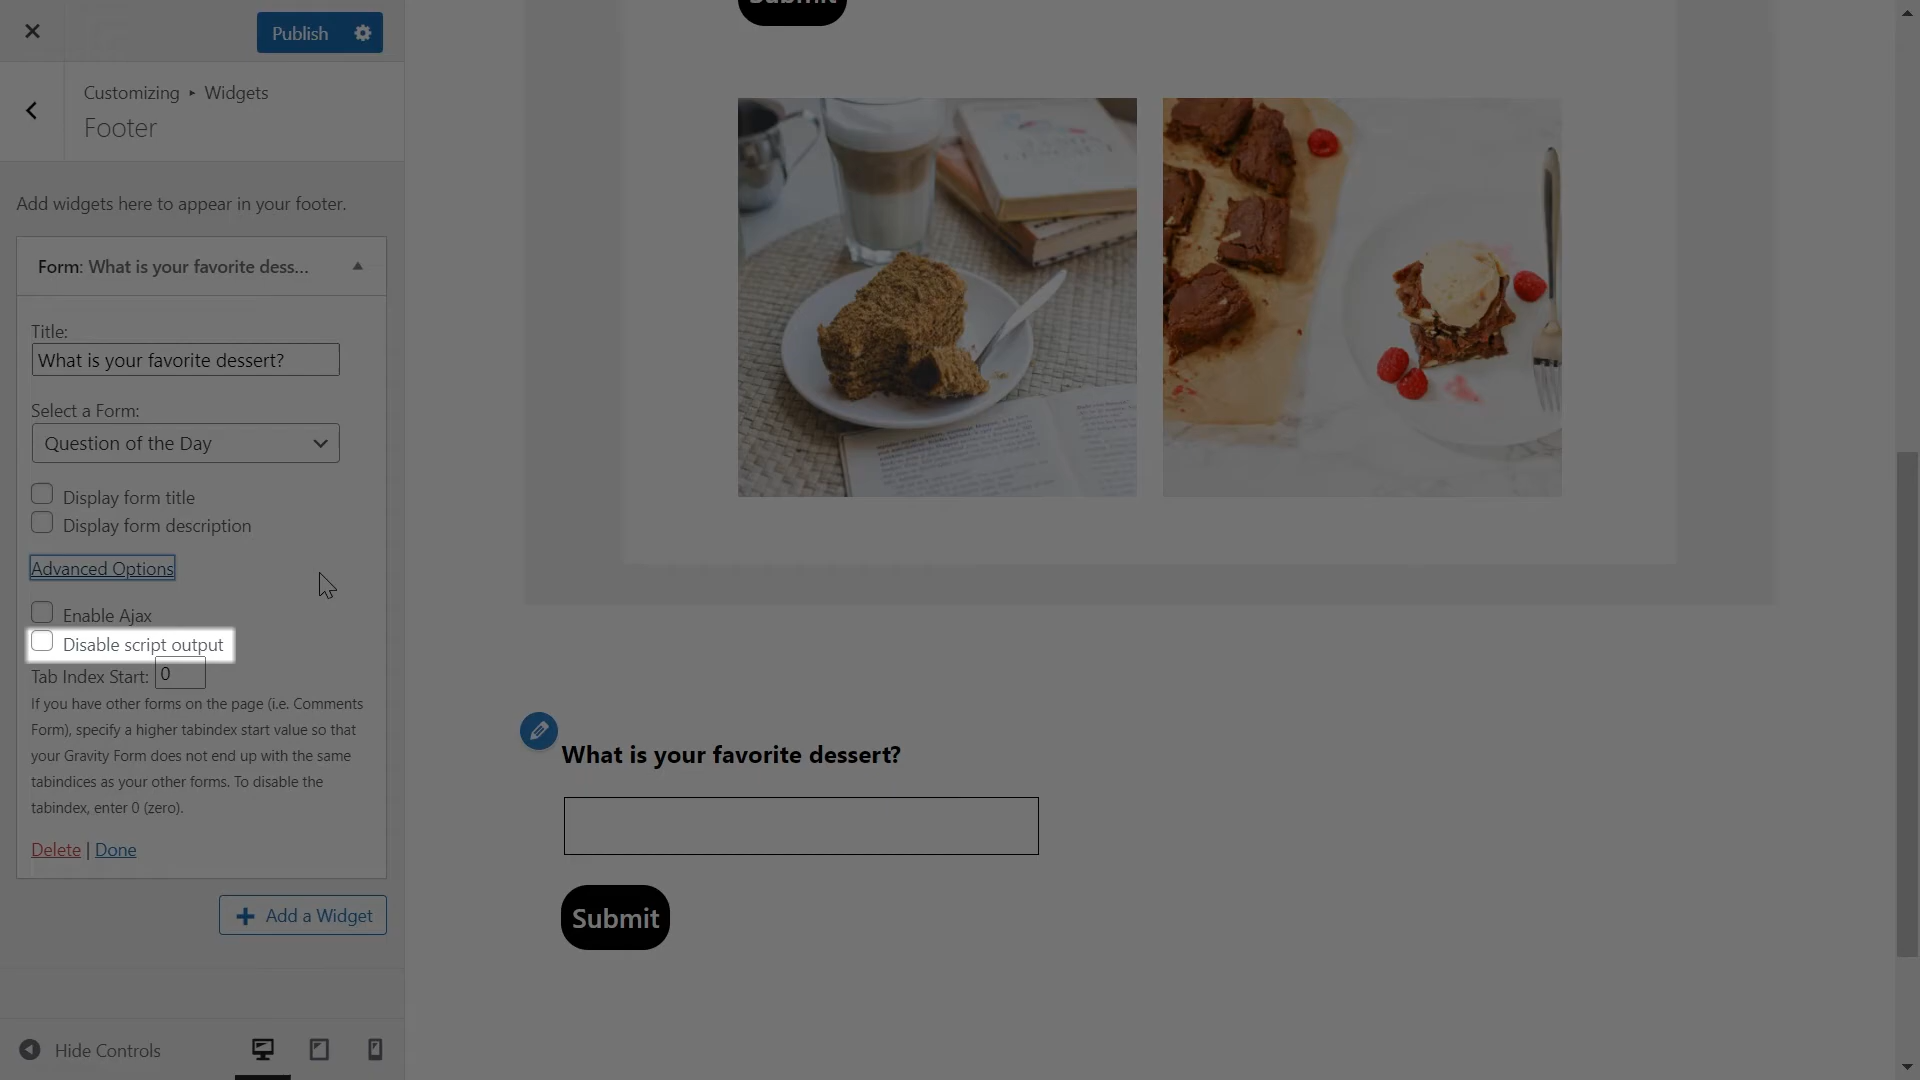 Publish
Customizing ▸ Widgets
Footer
Add widgets here to appear in your footer.
Form: What is your favorite dess...
Title:
What is your favorite dessert?
Select a Form:
Question of the Day
Display form title
Display form description
Advanced Options
Enable Ajax
Disable script output
Tab Index Start: 0
If you have other forms on the page (i.e. Comments
Form), specify a higher tabindex start value so that
your Gravity Form does not end up with the same
tabindices as your other forms. To disable the
tabindex, enter 0 (zero).
Delete | Done
Add a Widget
Hide Controls
Submit
What is your favorite dessert?
Submit